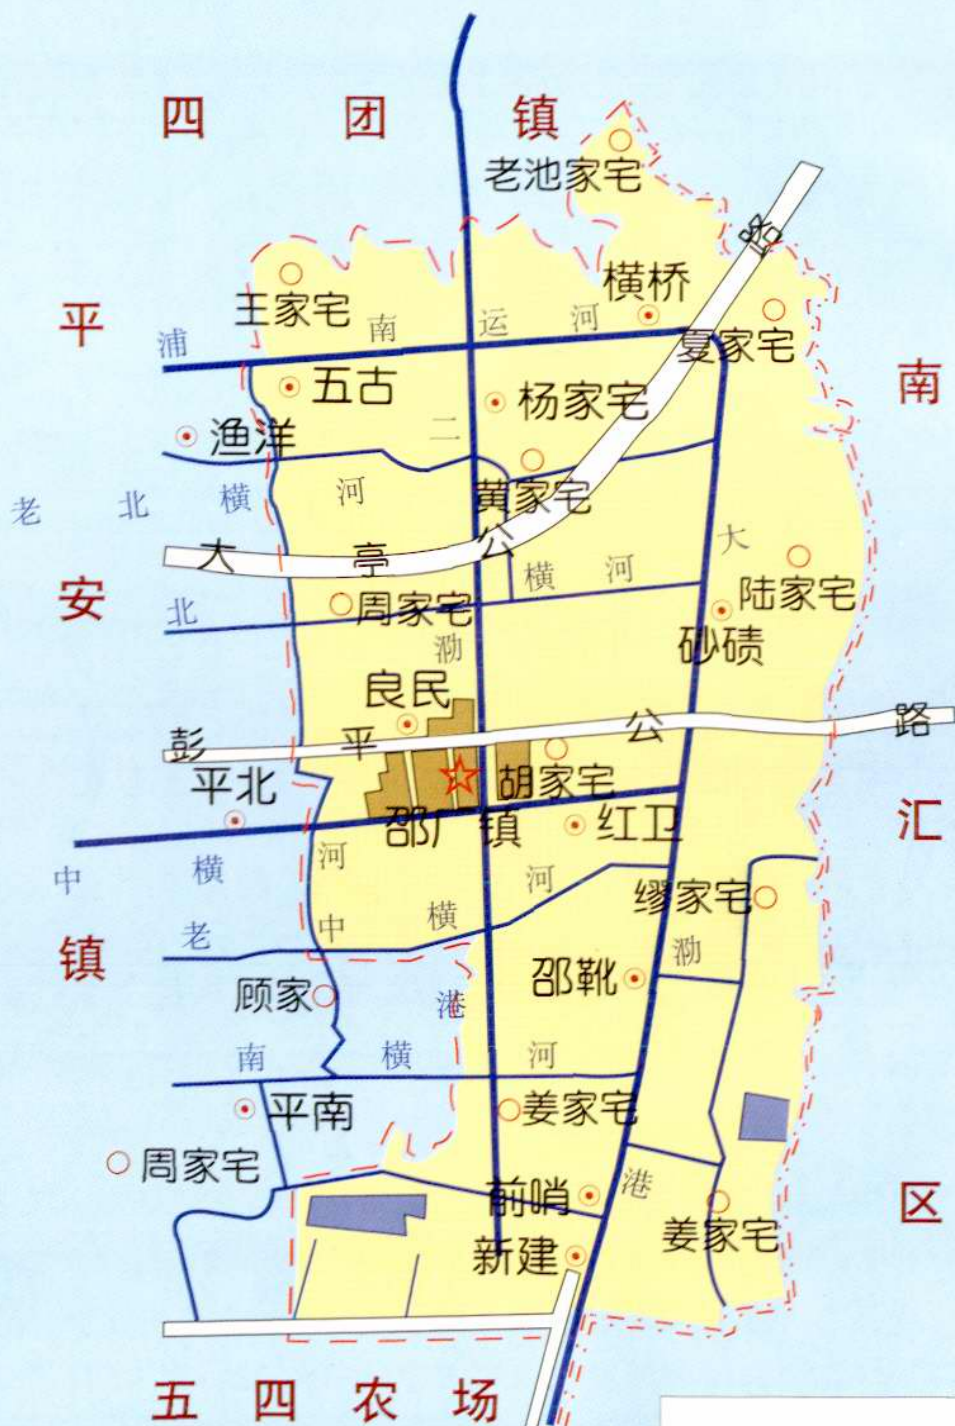 四团镇
老池家宅
路
横桥
王家宅
平
浦南运河
夏家宅
南
五古
杨家宅
二
渔洋
黄家宅
老北横河
公
大亭
大
横河
安
陆家宅
周家宅
北
泐
砂碛
良民
彭平公路
平北
胡家宅
邵厂镇
红卫
汇
河
中横
河
缪家宅
老中横
镇
泐
邵靴
顾家
港
南横河
平南
姜家宅
周家宅
港
前哨
区
姜家宅
新建
五四农场